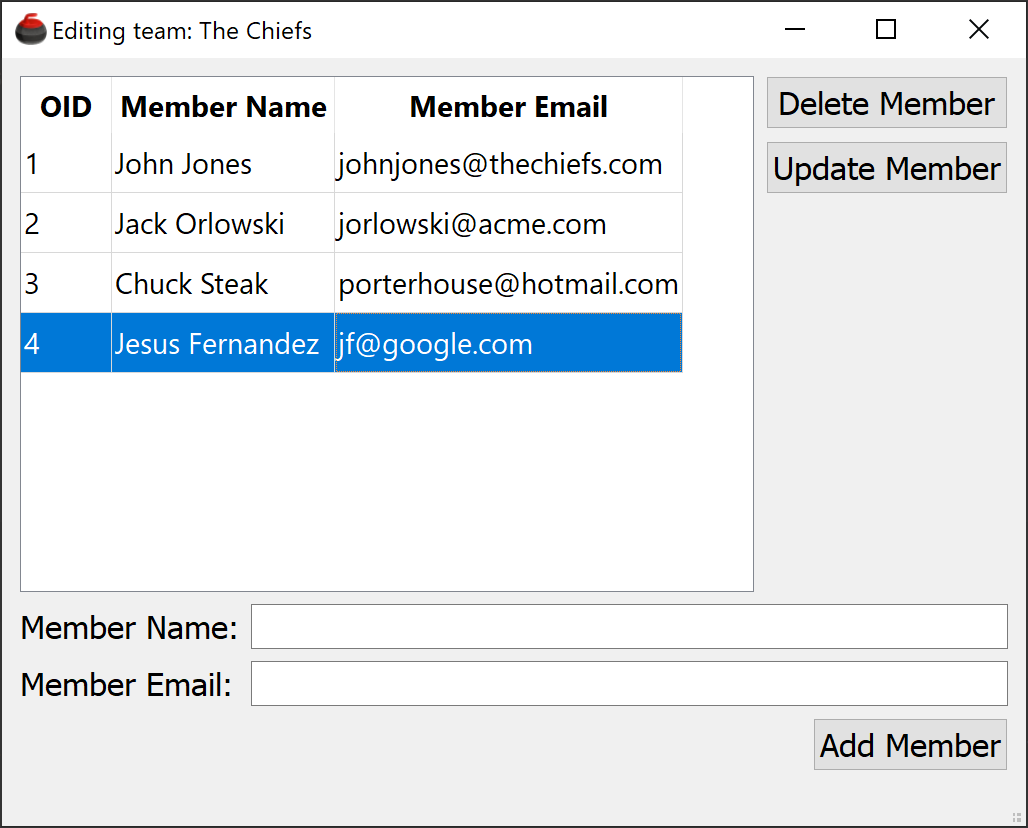 Editing team: The Chiefs
OID Member Name Member Email
1 John Jones johnjones@thechiefs.com
2 Jack Orlowski jorlowski@acme.com
3 Chuck Steak porterhouse@hotmail.com
4 Jesus Fernandez jf@google.com
Delete Member
Update Member
Member Name:
Member Email:
Add Member